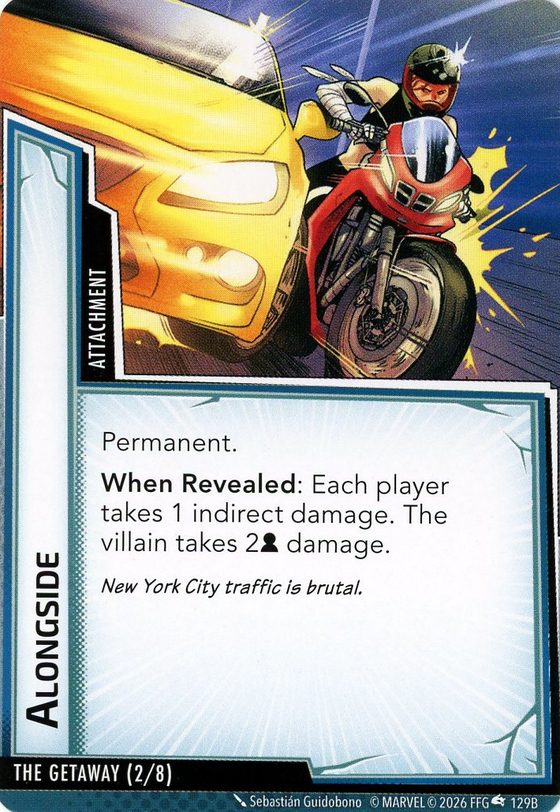 ATTACHMENT
ALONGSIDE
Permanent.
When Revealed: Each player
takes 1 indirect damage. The
villain takes 2 damage.
New York City traffic is brutal.
THE GETAWAY (2/8)
Sebastián Guidobono © MARVEL © 2026 FFG 129B